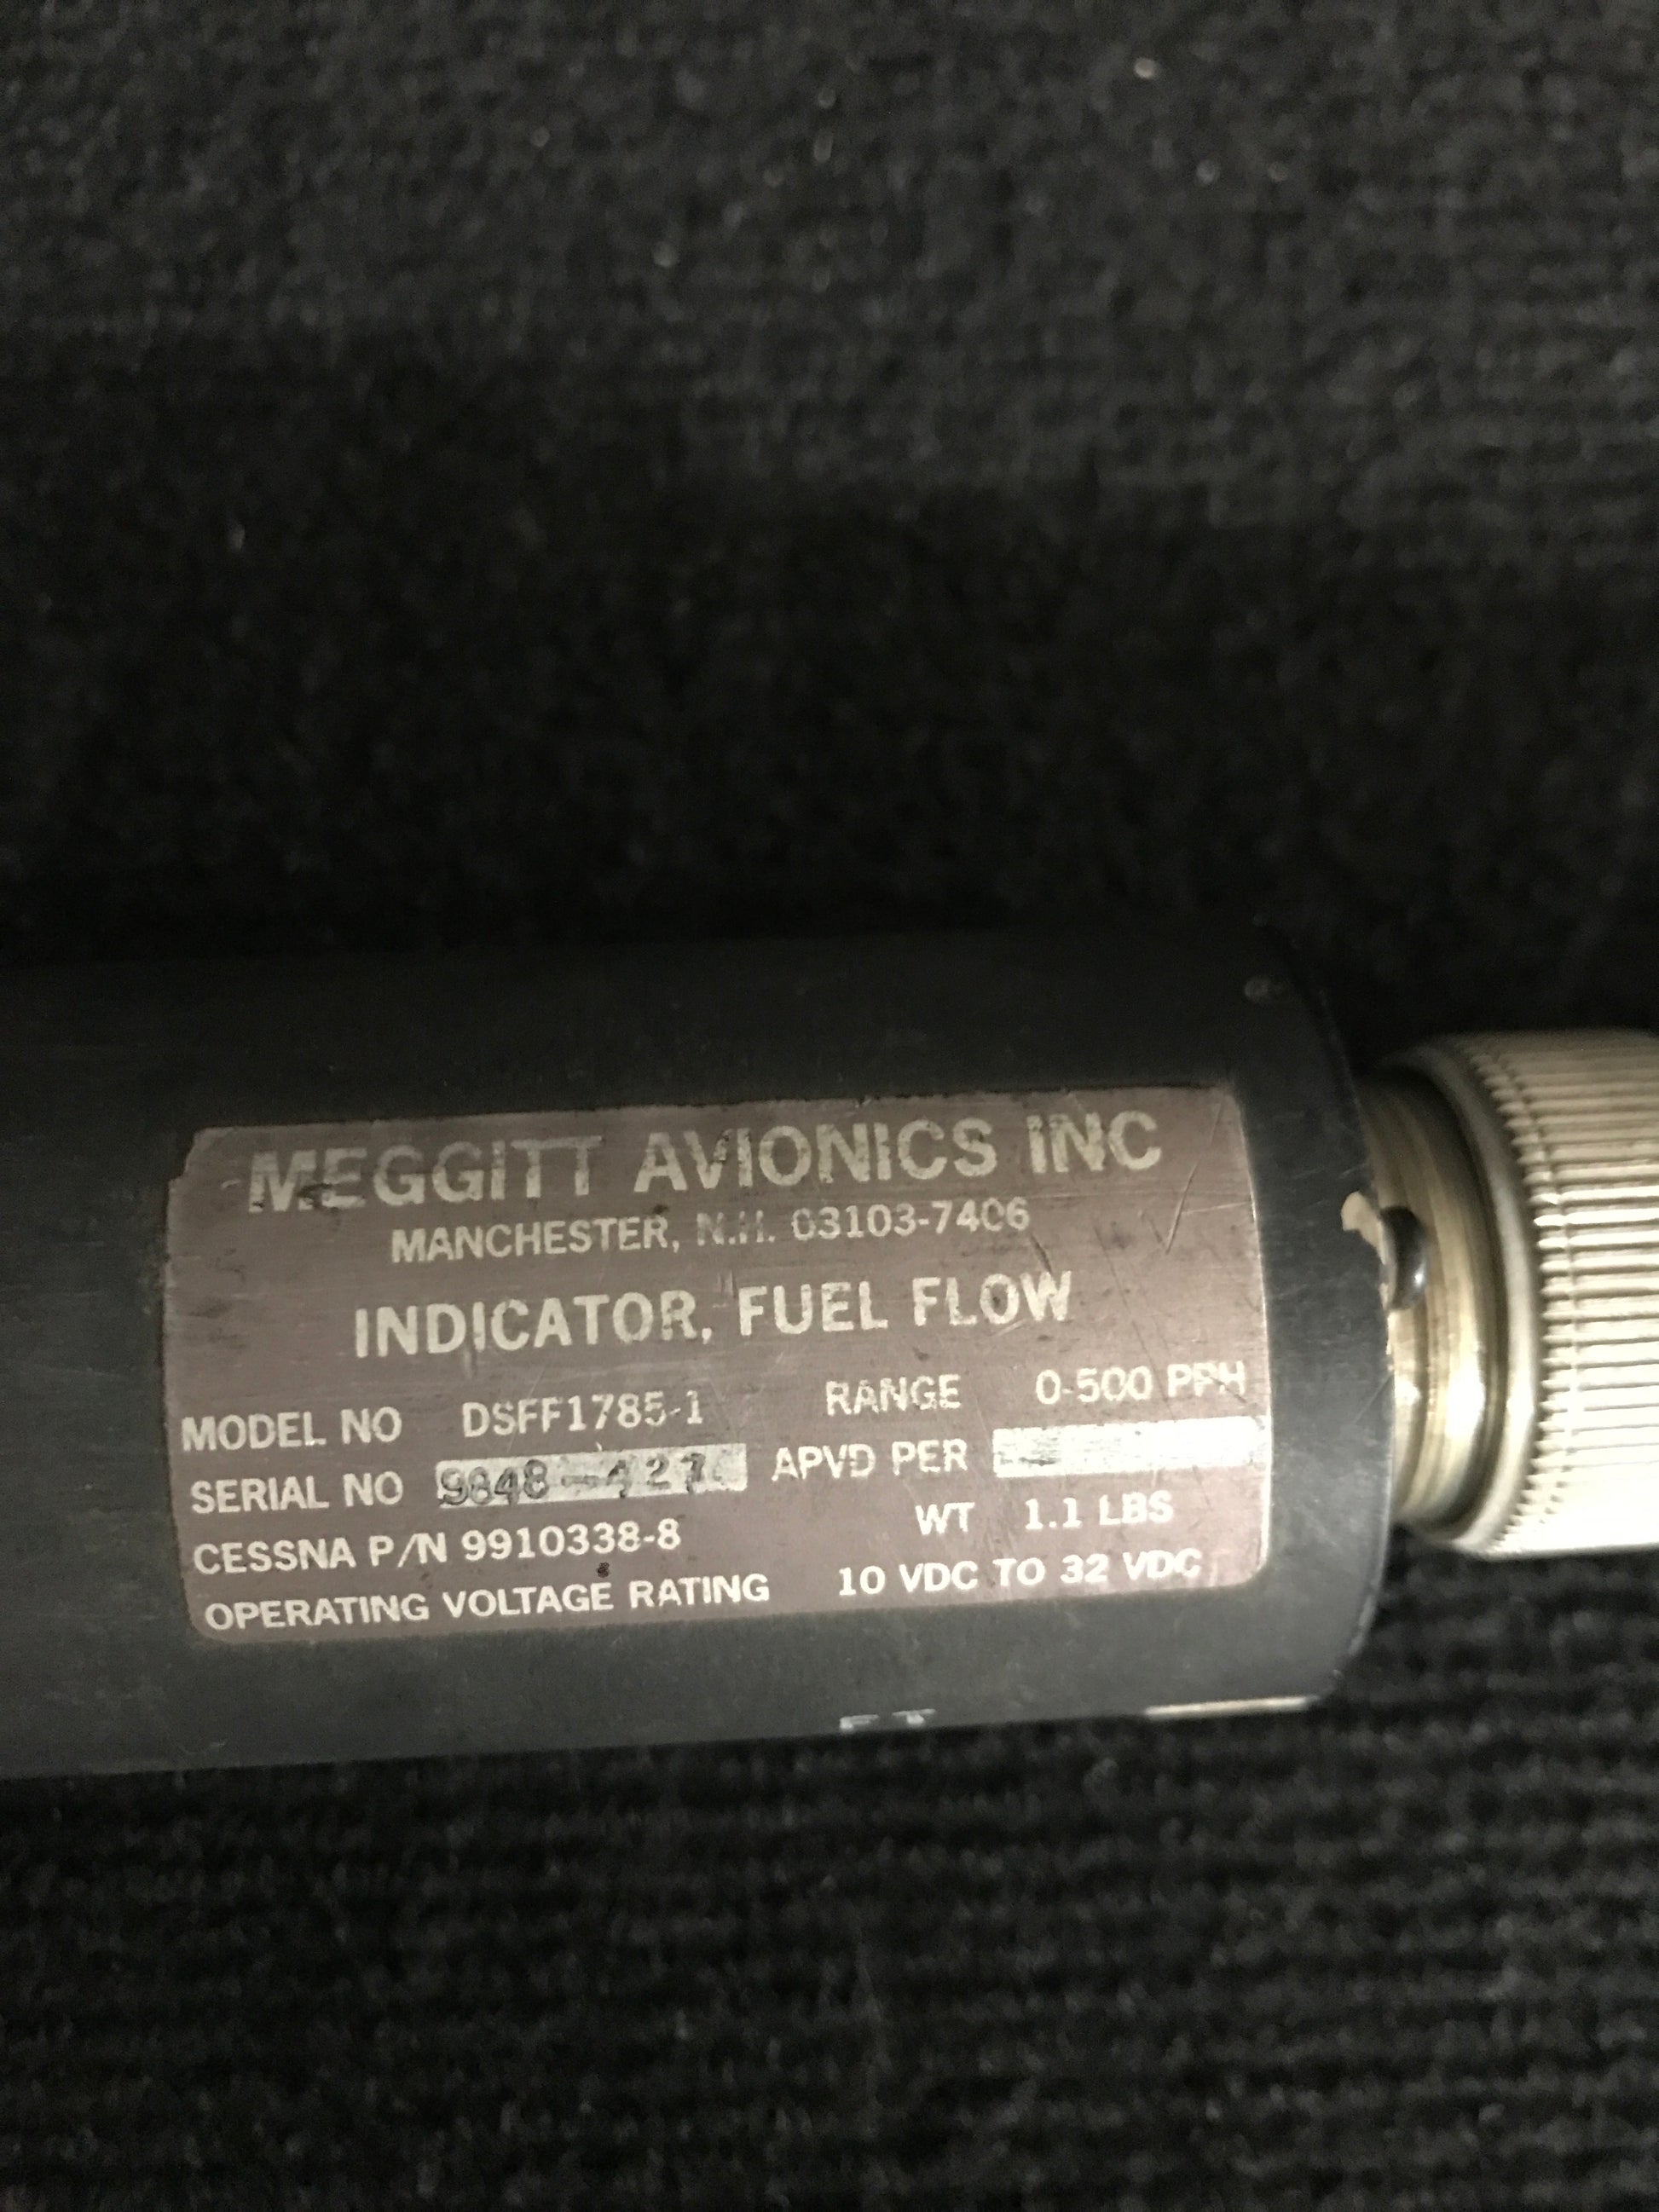 MEGGITT AVIONICS INC
MANCHESTER, N.H. 03103-7406
INDICATOR, FUEL FLOW
MODEL NO DSFF1785-1 RANGE 0-500 PPH
SERIAL NO APVD PER
CESSNA P/N 9910338-8 WT 1.1 LBS
OPERATING VOLTAGE RATING 10 VDC TO 32 VDC